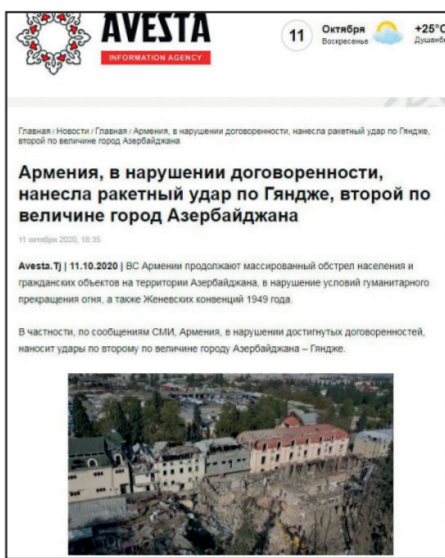 AVESTA
INFORMATION AGENCY
11
Октября
Воскресенье
+25°C
Душанбе
Главная / Новости / Главная / Армения, в нарушении договоренности, нанесла ракетный удар по Гяндже,
второй по величине город Азербайджана
Армения, в нарушении договоренности,
нанесла ракетный удар по Гяндже, второй по
величине город Азербайджана
11 октября 2020, 10:35
Avesta.Tj | 11.10.2020 | ВС Армении продолжают массированный обстрел населения и
гражданских объектов на территории Азербайджана, в нарушение условий гуманитарного
прекращения огня, а также Женевских конвенций 1949 года.
В частности, по сообщениям СМИ, Армения, в нарушении достигнутых договоренностей,
наносит удары по второму по величине городу Азербайджана – Гяндже.